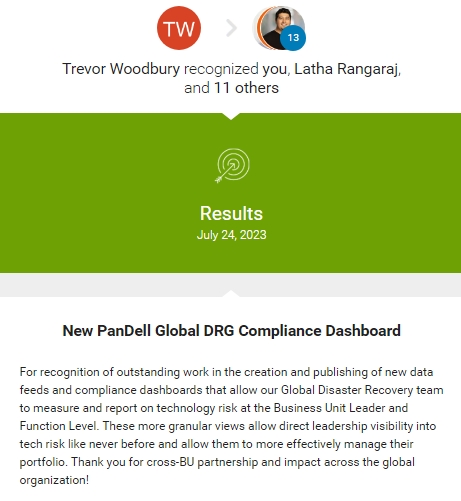 TW
13
Trevor Woodbury recognized you, Latha Rangaraj,
and 11 others
Results
July 24, 2023
New PanDell Global DRG Compliance Dashboard
For recognition of outstanding work in the creation and publishing of new data
feeds and compliance dashboards that allow our Global Disaster Recovery team
to measure and report on technology risk at the Business Unit Leader and
Function Level. These more granular views allow direct leadership visibility into
tech risk like never before and allow them to more effectively manage their
portfolio. Thank you for cross-BU partnership and impact across the global
organization!